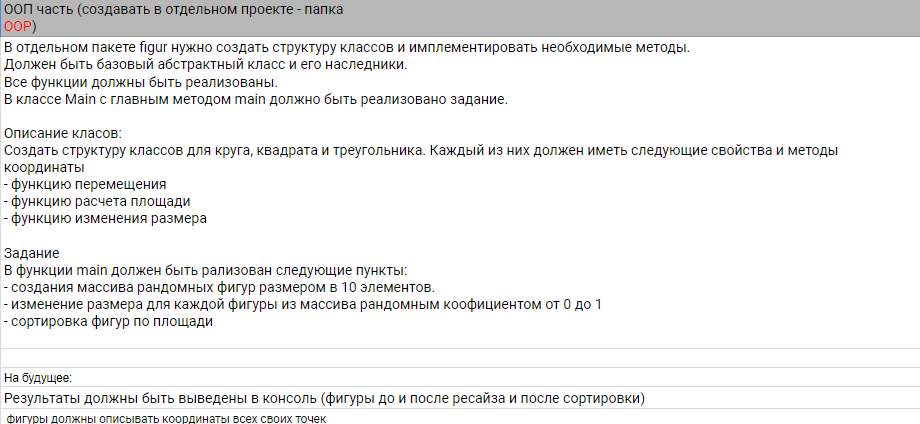 ООП часть (создавать в отдельном проекте - папка
OOP)
В отдельном пакете figur нужно создать структуру классов и имплементировать необходимые методы.
Должен быть базовый абстрактный класс и его наследники.
Все функции должны быть реализованы.
В классе Main с главным методом main должно быть реализовано задание.
Описание класов:
Создать структуру классов для круга, квадрата и треугольника. Каждый из них должен иметь следующие свойства и методы
координаты
- функцию перемещения
- функцию расчета площади
- функцию изменения размера
Задание
В функции main должен быть рализован следующие пункты:
- создания массива рандомных фигур размером в 10 элементов.
- изменение размера для каждой фигуры из массива рандомным коофициентом от 0 до 1
- сортировка фигур по площади
На будущее:
Результаты должны быть выведены в консоль (фигуры до и после ресайза и после сортировки)
фигуры должны описывать координаты всех своих точек